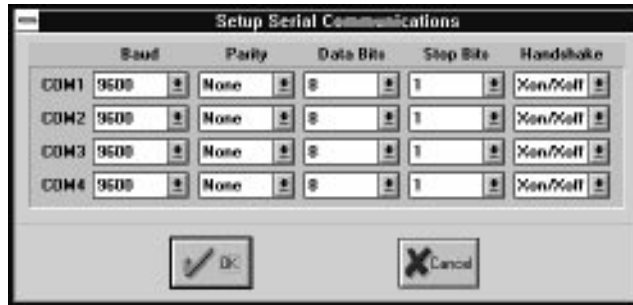 Setup Serial Communications
Baud Parity Data Bits Stop Bits Handshake
COM1 9600 None 8 1 Xon/Xoff
COM2 9600 None 8 1 Xon/Xoff
COM3 9600 None 8 1 Xon/Xoff
COM4 9600 None 8 1 Xon/Xoff
OK Cancel